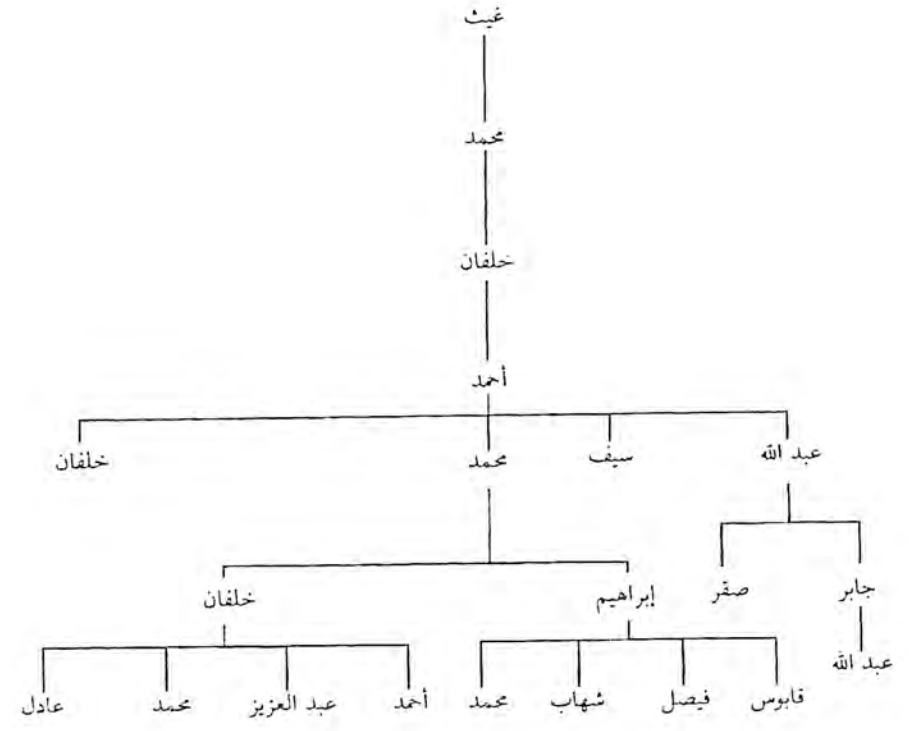 غيث
محمد
خلفان
أحمد
عبد الله سيف محمد خلفان
جابر صقر إبراهيم خلفان
عبد الله
قابوس فيصل شهاب محمد أحمد عبد العزيز محمد عادل